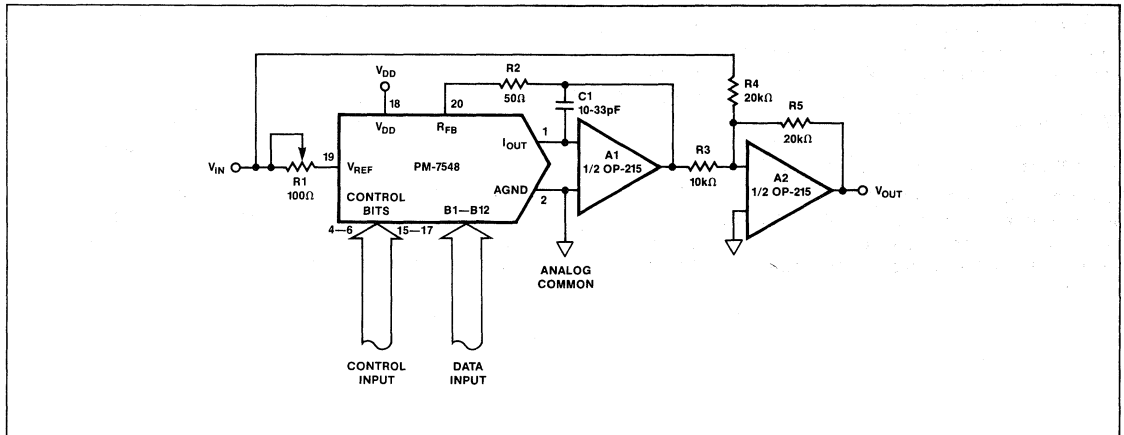 V_DD
18
V_DD
20
R_FB
R2
50Ω
C1
10-33pF
R4
20kΩ
R5
20kΩ
V_IN
R1
100Ω
19
V_REF
PM-7548
I_OUT
1
AGND
2
CONTROL
BITS
B1—B12
4—6
15—17
A1
1/2 OP-215
R3
10kΩ
A2
1/2 OP-215
V_OUT
ANALOG
COMMON
CONTROL
INPUT
DATA
INPUT